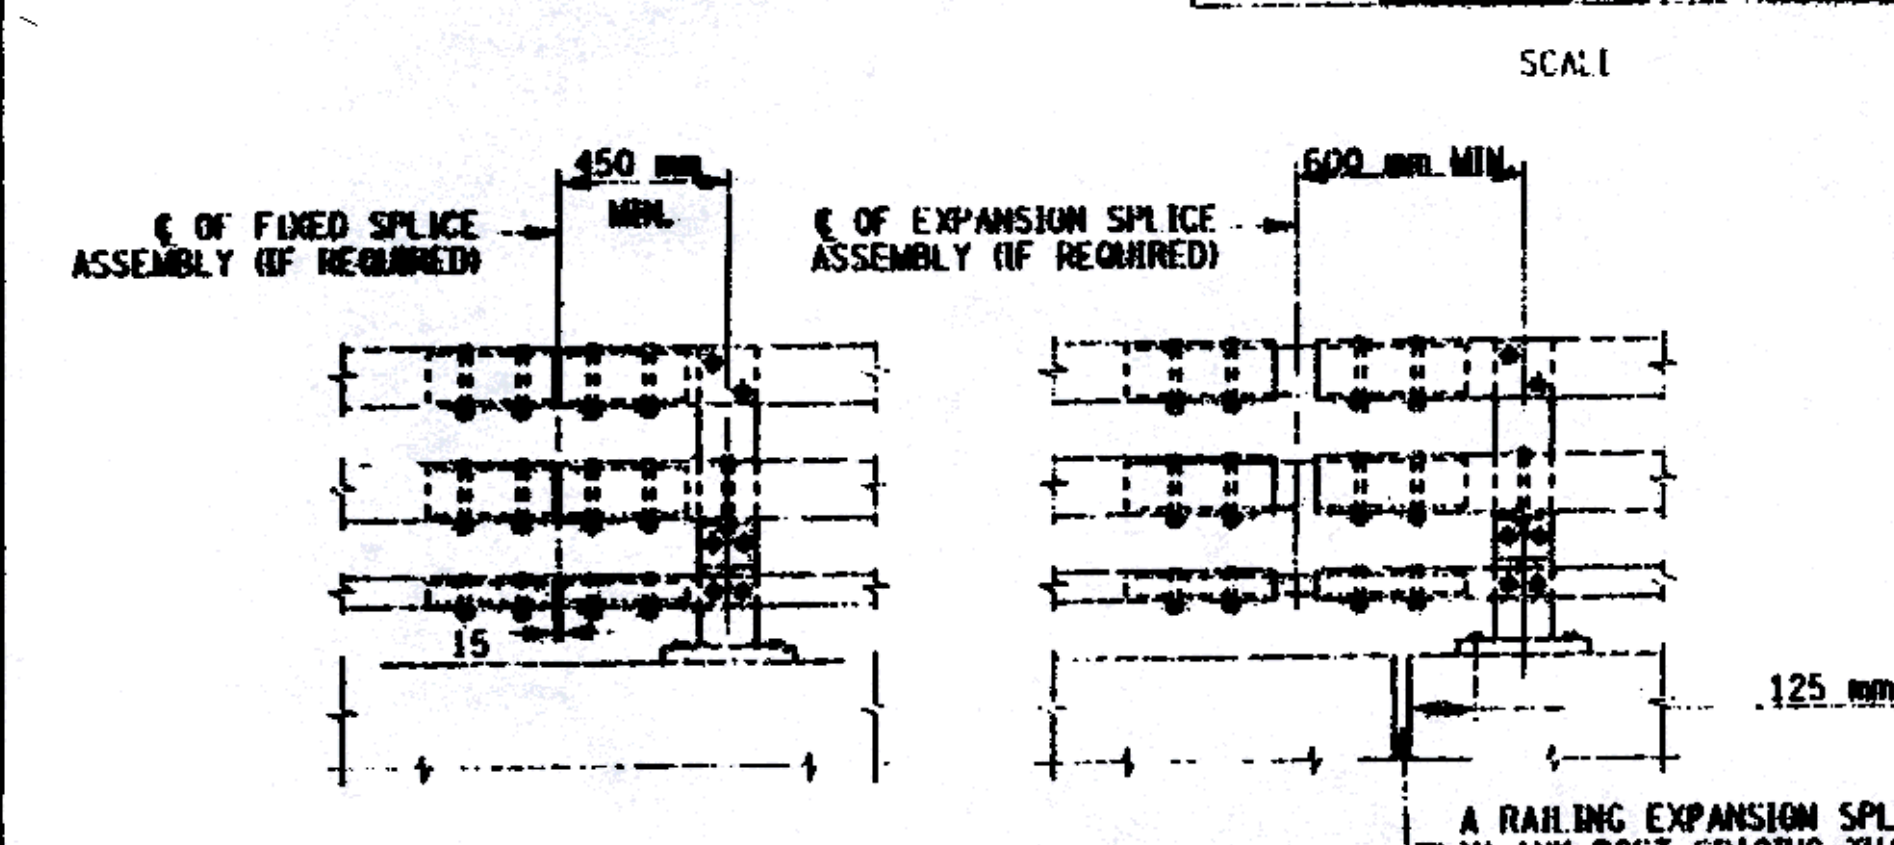 SCALE
450 mm
MIN.
℄ OF FIXED SPLICE
ASSEMBLY (IF REQUIRED)
600 mm MIN.
℄ OF EXPANSION SPLICE
ASSEMBLY (IF REQUIRED)
15
125 mm
A RAILING EXPANSION SPL